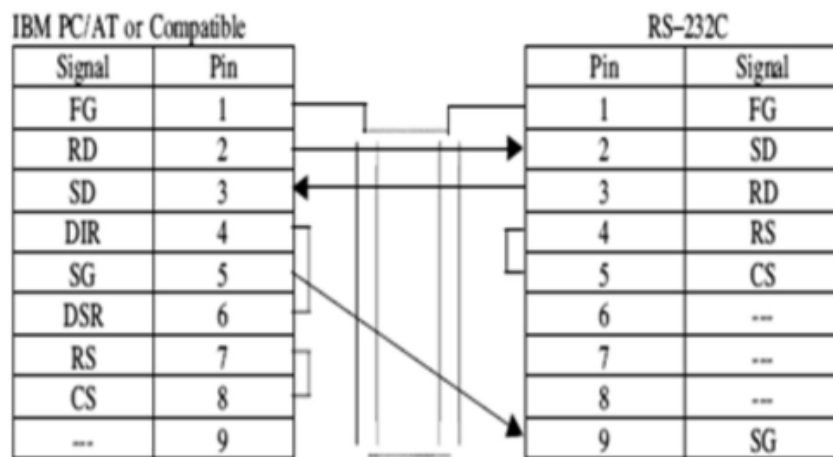 IBM PC/AT or Compatible RS-232C
Signal Pin Pin Signal
FG 1 1 FG
RD 2 2 SD
SD 3 3 RD
DIR 4 4 RS
SG 5 5 CS
DSR 6 6 ---
RS 7 7 ---
CS 8 8 ---
--- 9 9 SG